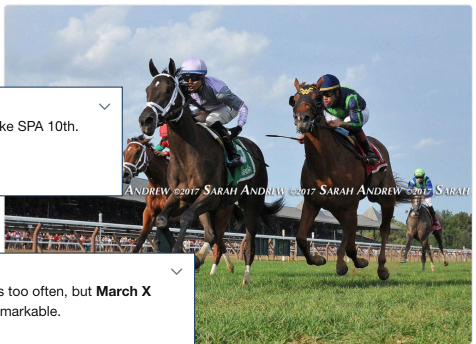 ke SPA 10th.
ANDREW ©2017 SARAH ANDREW ©2017 SARAH ANDREW ©2017 SARAH
s too often, but March X
markable.